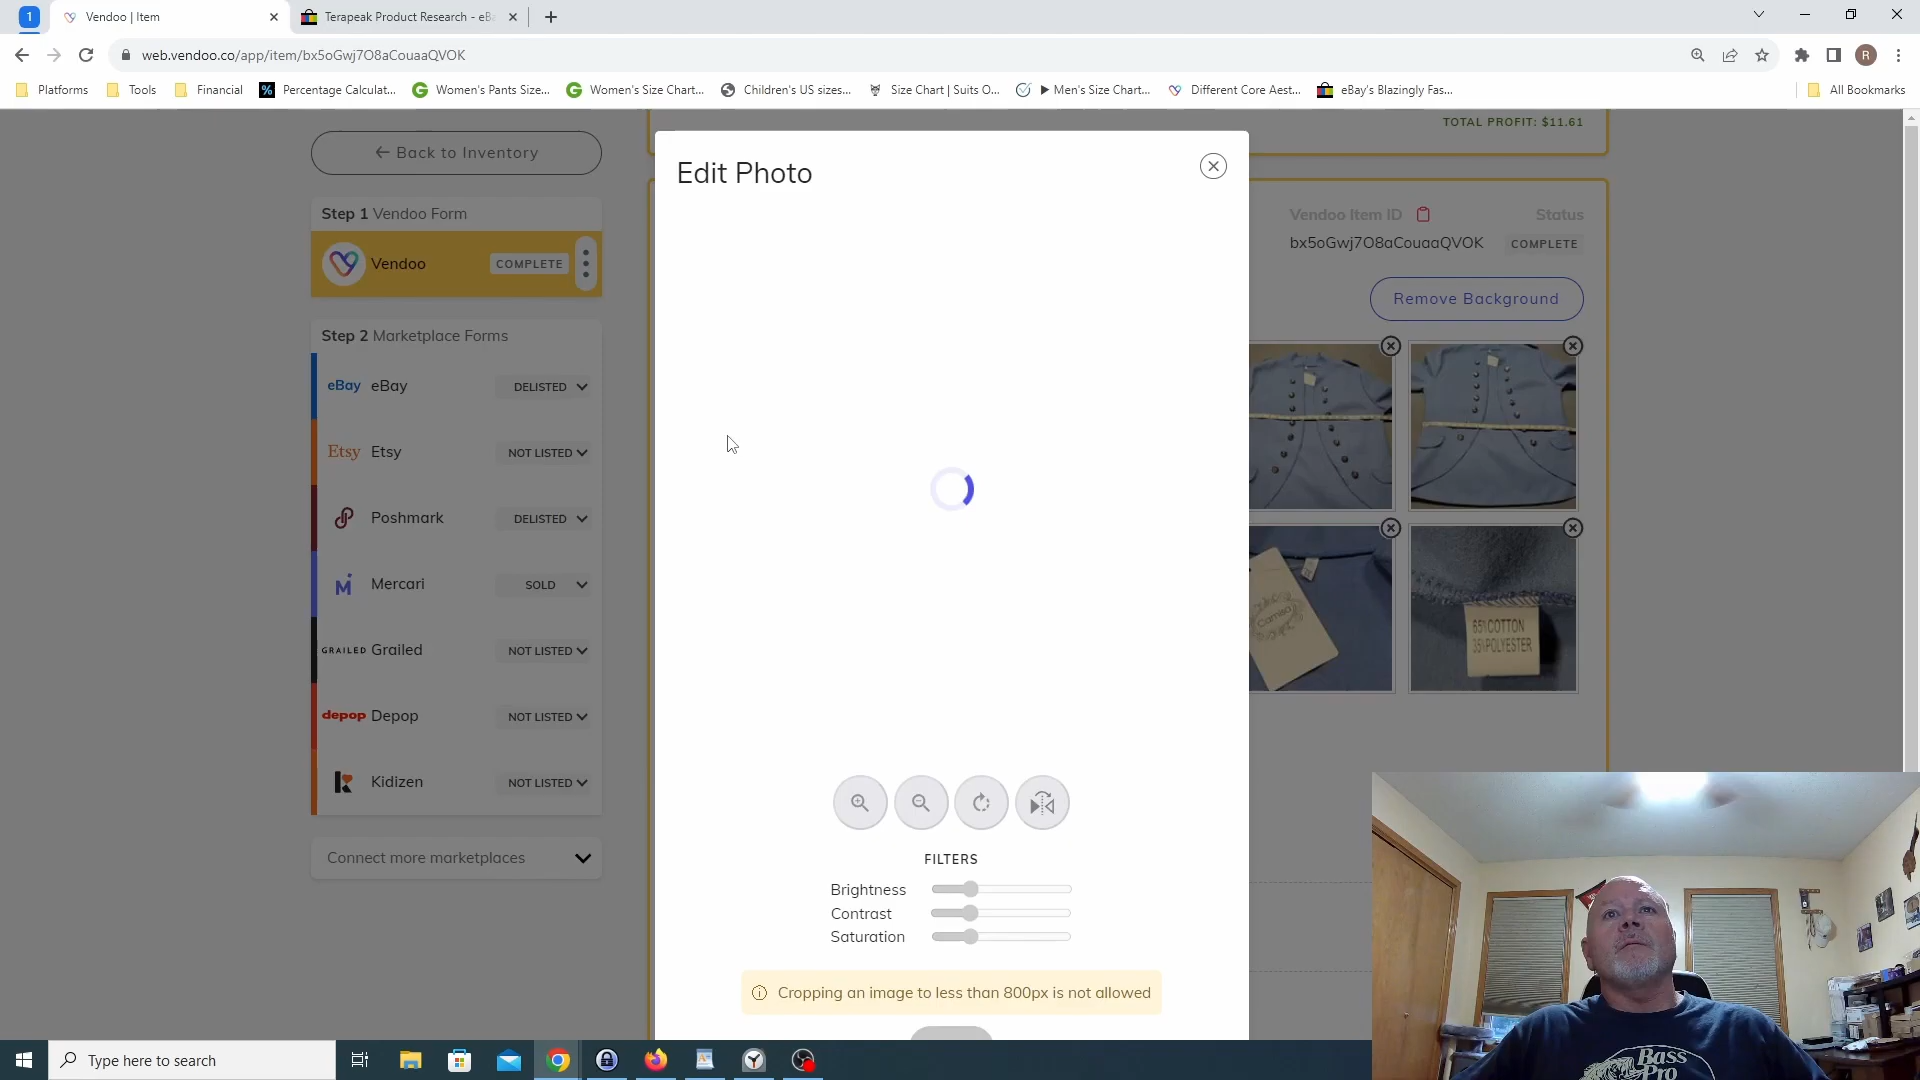 1
Vendoo | Item
Terapeak Product Research - eBa
web.vendoo.co/app/item/bx5oGwj7O8aCouaaQVOK
R
Platforms
Tools
Financial
%
Percentage Calculat...
Women's Pants Size...
Women's Size Chart...
Children's US sizes...
Size Chart | Suits O...
▶ Men's Size Chart...
Different Core Aest...
eBay's Blazingly Fas...
All Bookmarks
TOTAL PROFIT: $11.61
← Back to Inventory
Edit Photo
Step 1 Vendoo Form
Vendoo Item ID
Status
bx5oGwj7O8aCouaaQVOK
COMPLETE
Vendoo
COMPLETE
Remove Background
Step 2 Marketplace Forms
eBay eBay DELISTED
Etsy Etsy NOT LISTED
Poshmark DELISTED
Mercari SOLD
GRAILED Grailed NOT LISTED
depop Depop NOT LISTED
Kidizen NOT LISTED
Camisa
65%COTTON
35%POLYESTER
Connect more marketplaces
FILTERS
Brightness
Contrast
Saturation
Cropping an image to less than 800px is not allowed
Bass
Pro
Type here to search